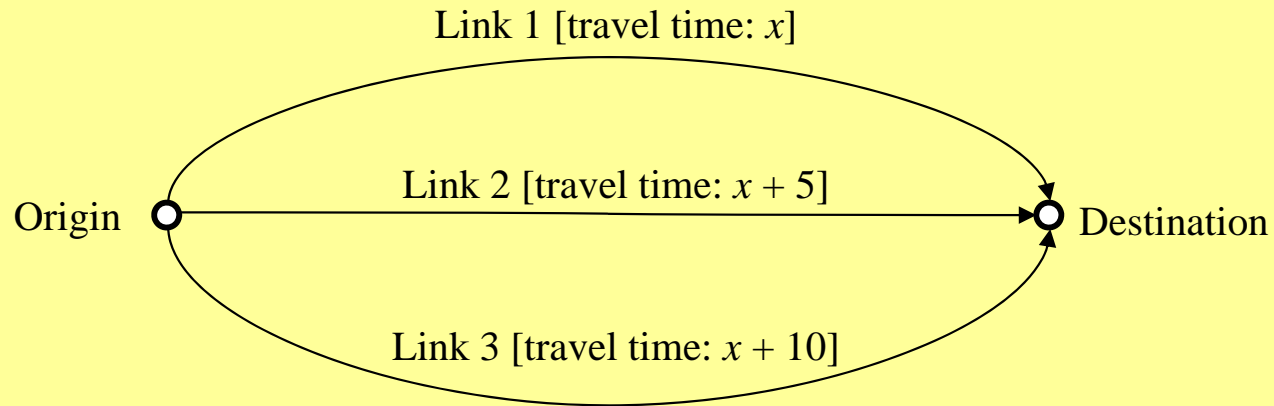 Link 1 [travel time: x]
Link 2 [travel time: x + 5]
Origin
Destination
Link 3 [travel time: x + 10]